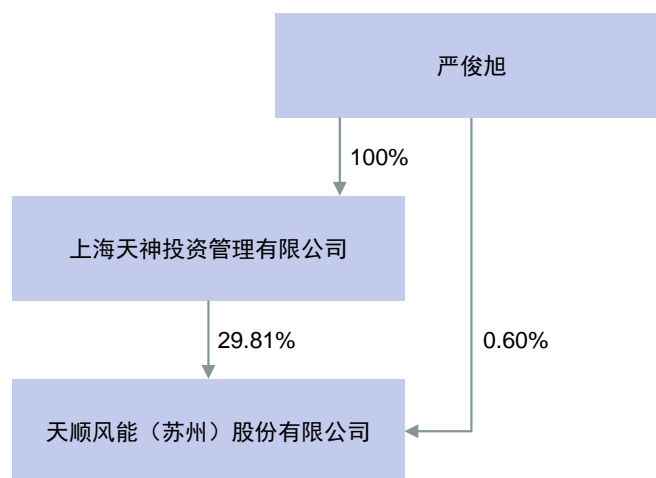 严俊旭
100%
上海天神投资管理有限公司
29.81%
0.60%
天顺风能（苏州）股份有限公司